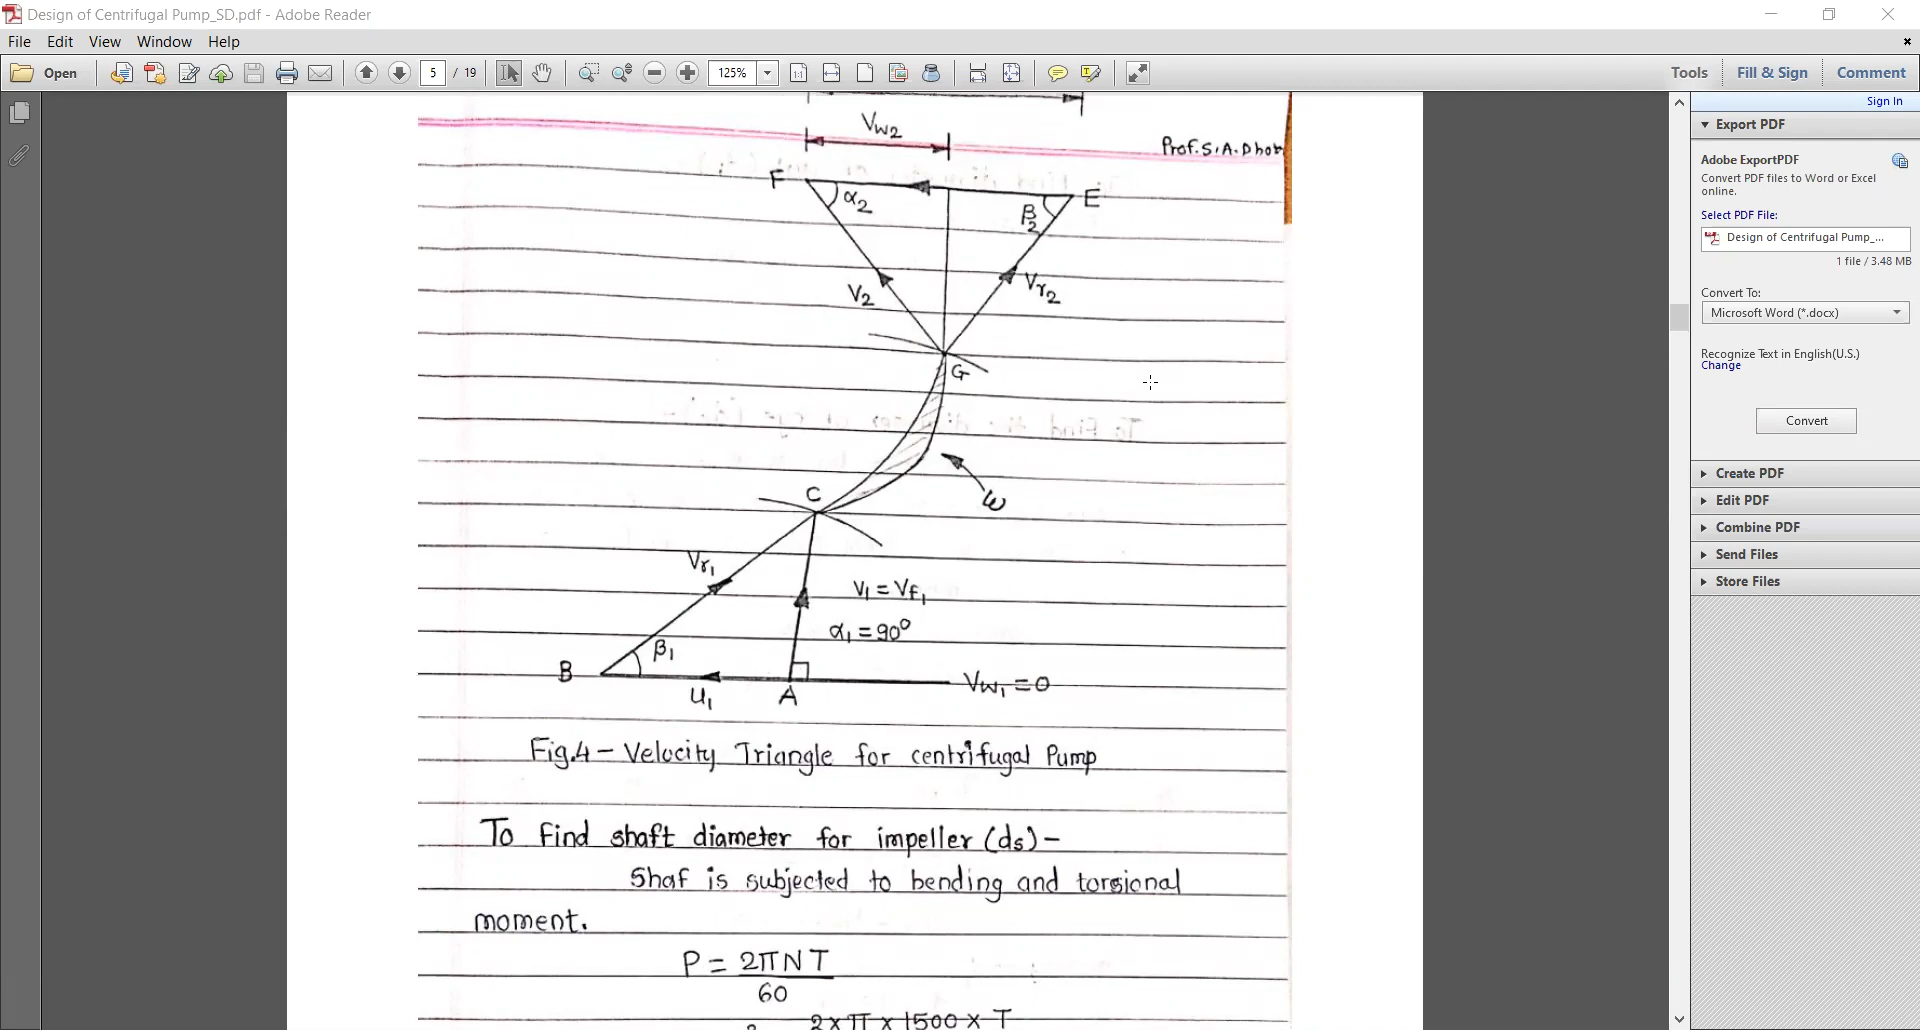 Design of Centrifugal Pump_SD.pdf - Adobe Reader
File Edit View Window Help
Open 5 / 19 125% Tools Fill & Sign Comment
Sign In
Export PDF
Adobe ExportPDF
Convert PDF files to Word or Excel
online.
Select PDF File:
Design of Centrifugal Pump_...
1 file / 3.48 MB
Convert To:
Microsoft Word (*.docx)
Recognize Text in English(U.S.)
Change
Convert
Create PDF
Edit PDF
Combine PDF
Send Files
Store Files
Vw2
Prof.S.A.Dhot
F α2 β2 E
V2 Vr2
G
ω
C
Vr1
V1 = Vf1
α1 = 90°
B β1
u1 A Vw1 = 0
Fig.4 - Velocity Triangle for centrifugal Pump
To Find shaft diameter for impeller (ds) -
Shaf is subjected to bending and torsional
moment.
P = 2πNT
60
2 × π × 1500 × T